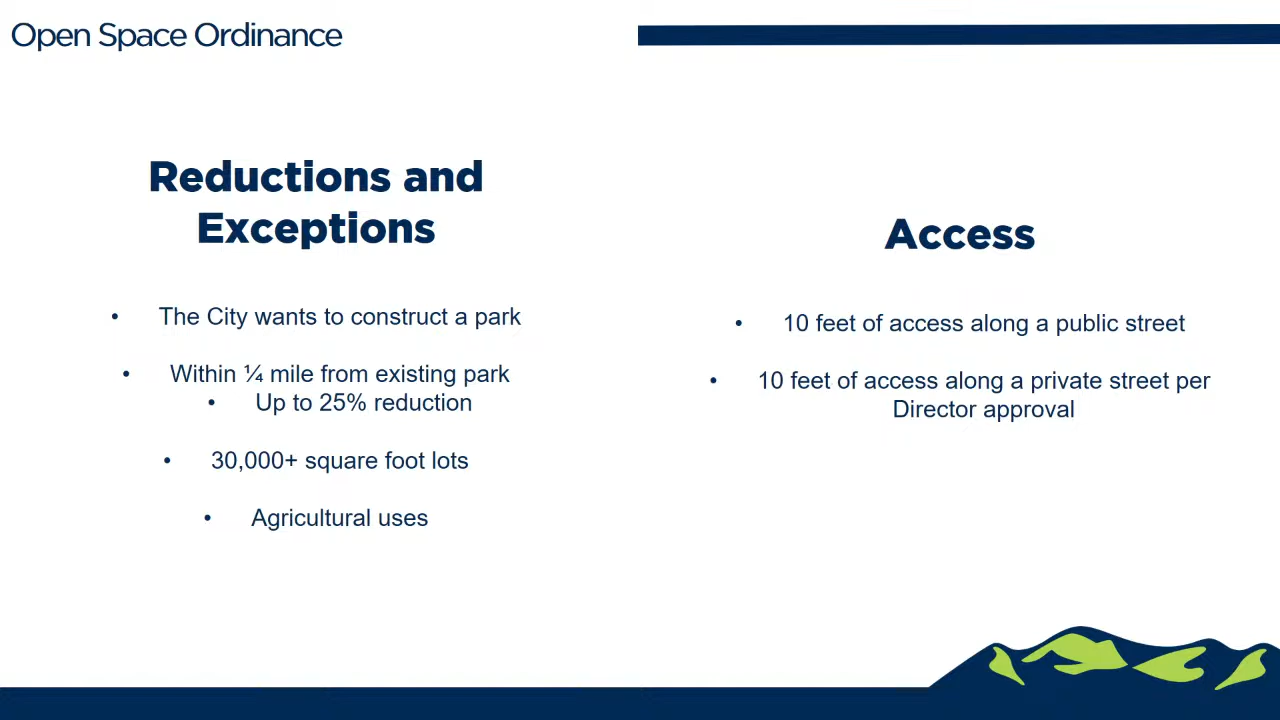 Open Space Ordinance
Reductions and
Exceptions
• The City wants to construct a park
• Within ¼ mile from existing park
• Up to 25% reduction
• 30,000+ square foot lots
• Agricultural uses
Access
• 10 feet of access along a public street
• 10 feet of access along a private street per
Director approval